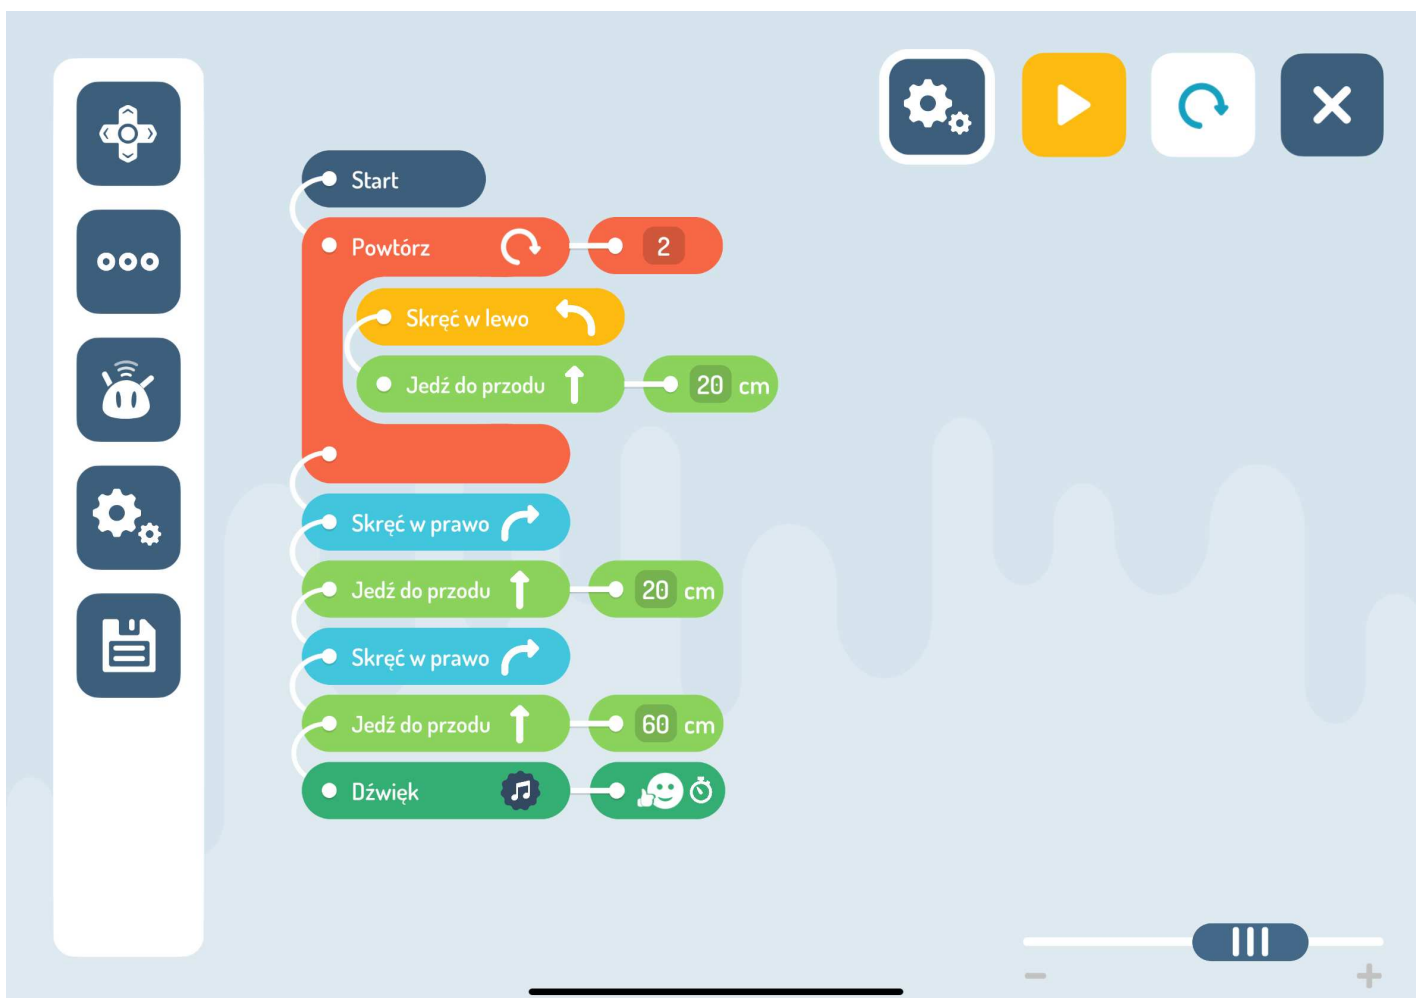 Start
Powtórz 2
Skręć w lewo
Jedź do przodu 20 cm
Skręć w prawo
Jedź do przodu 20 cm
Skręć w prawo
Jedź do przodu 60 cm
Dźwięk